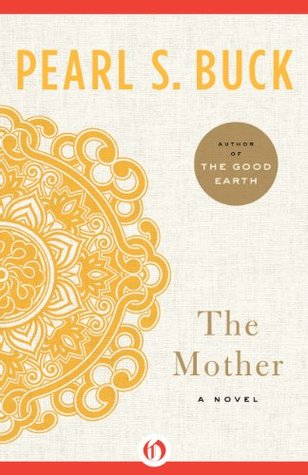 PEARL S. BUCK
AUTHOR
OF
THE GOOD
EARTH
The
Mother
A NOVEL